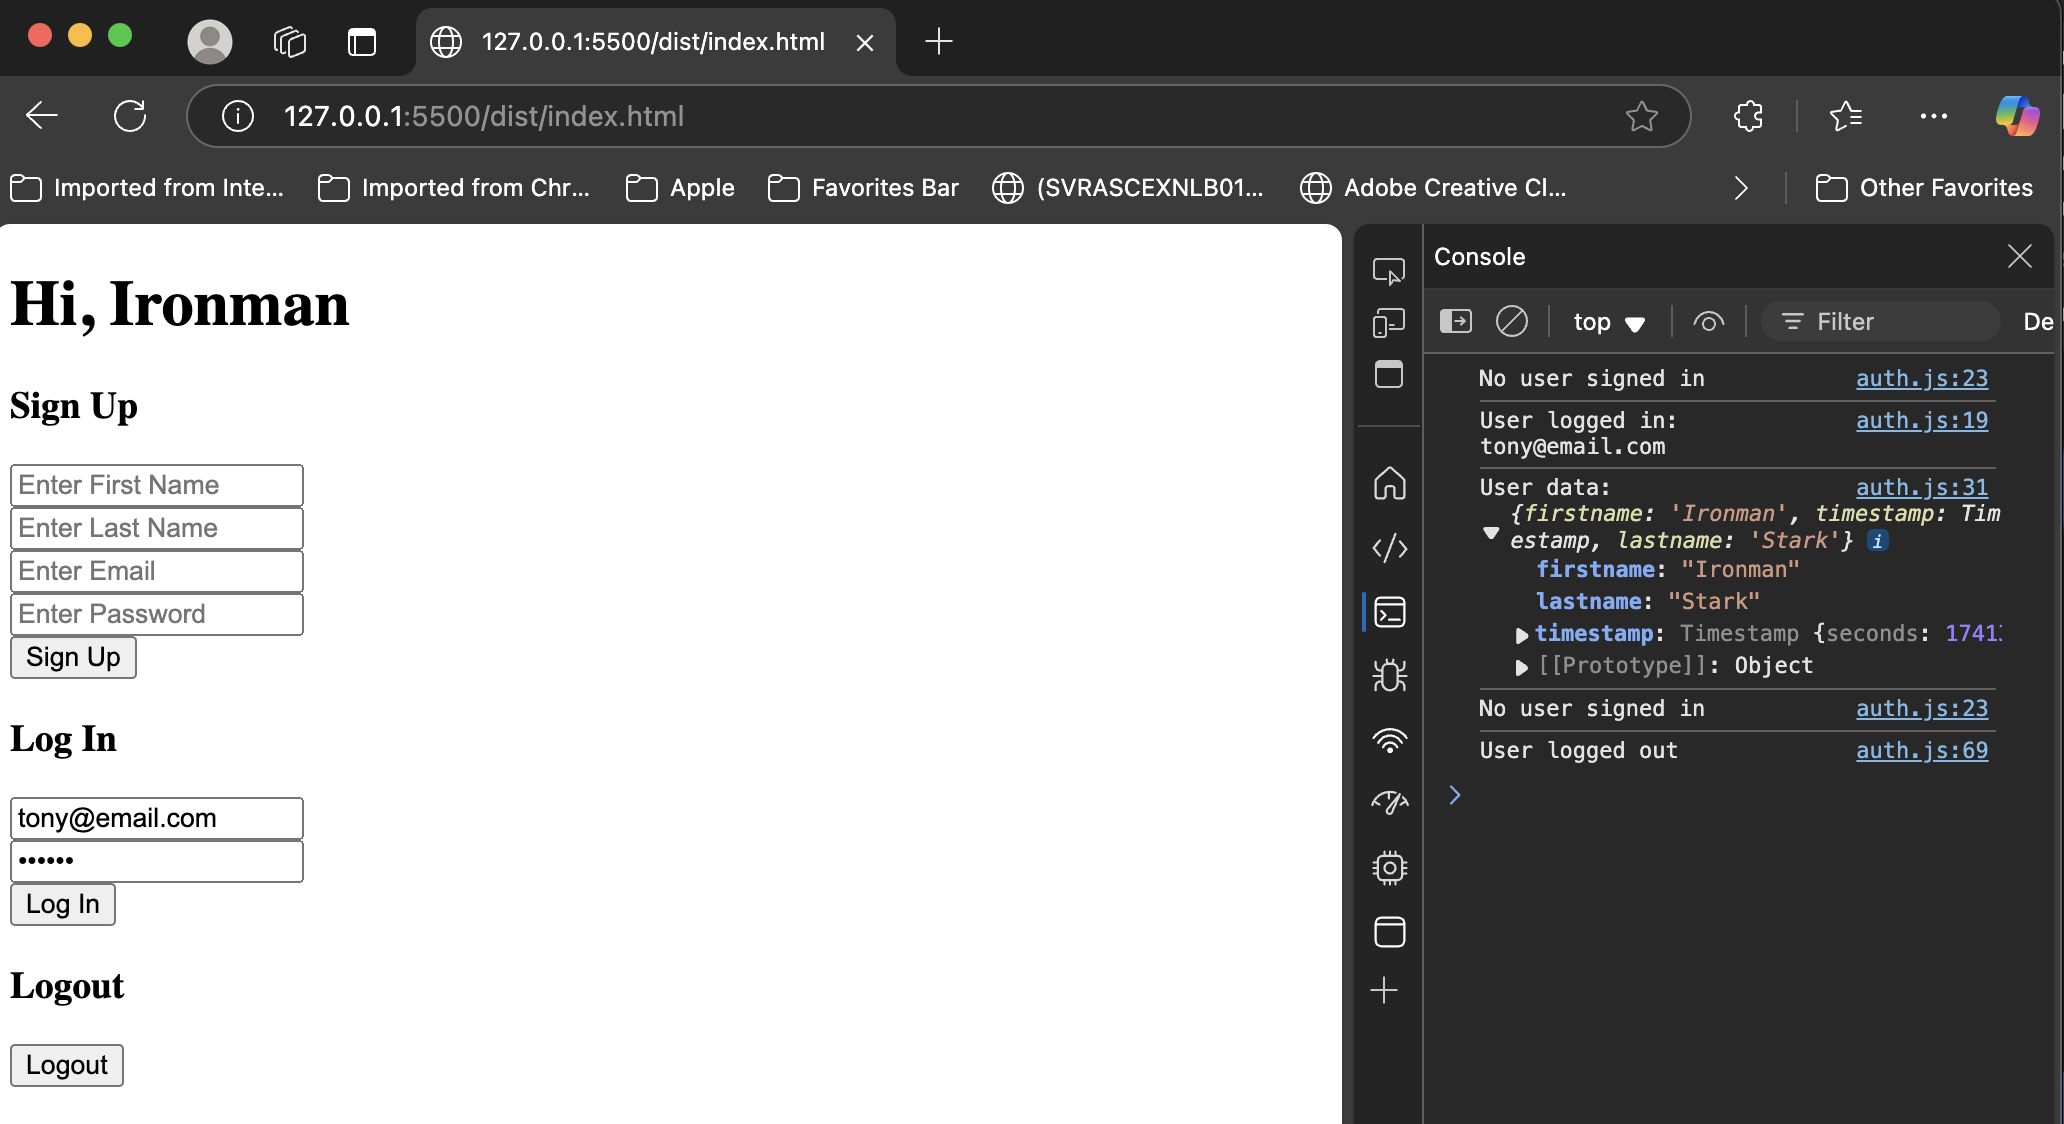 127.0.0.1:5500/dist/index.html
127.0.0.1:5500/dist/index.html
Imported from Inte... Imported from Chr... Apple Favorites Bar (SVRASCEXNLB01... Adobe Creative Cl... Other Favorites
Hi, Ironman
Sign Up
Enter First Name
Enter Last Name
Enter Email
Enter Password
Sign Up
Log In
tony@email.com
••••••
Log In
Logout
Logout
Console
top Filter De
No user signed in auth.js:23
User logged in: auth.js:19
tony@email.com
User data: auth.js:31
{firstname: 'Ironman', timestamp: Tim
estamp, lastname: 'Stark'} i
firstname: "Ironman"
lastname: "Stark"
timestamp: Timestamp {seconds: 1741
[[Prototype]]: Object
No user signed in auth.js:23
User logged out auth.js:69